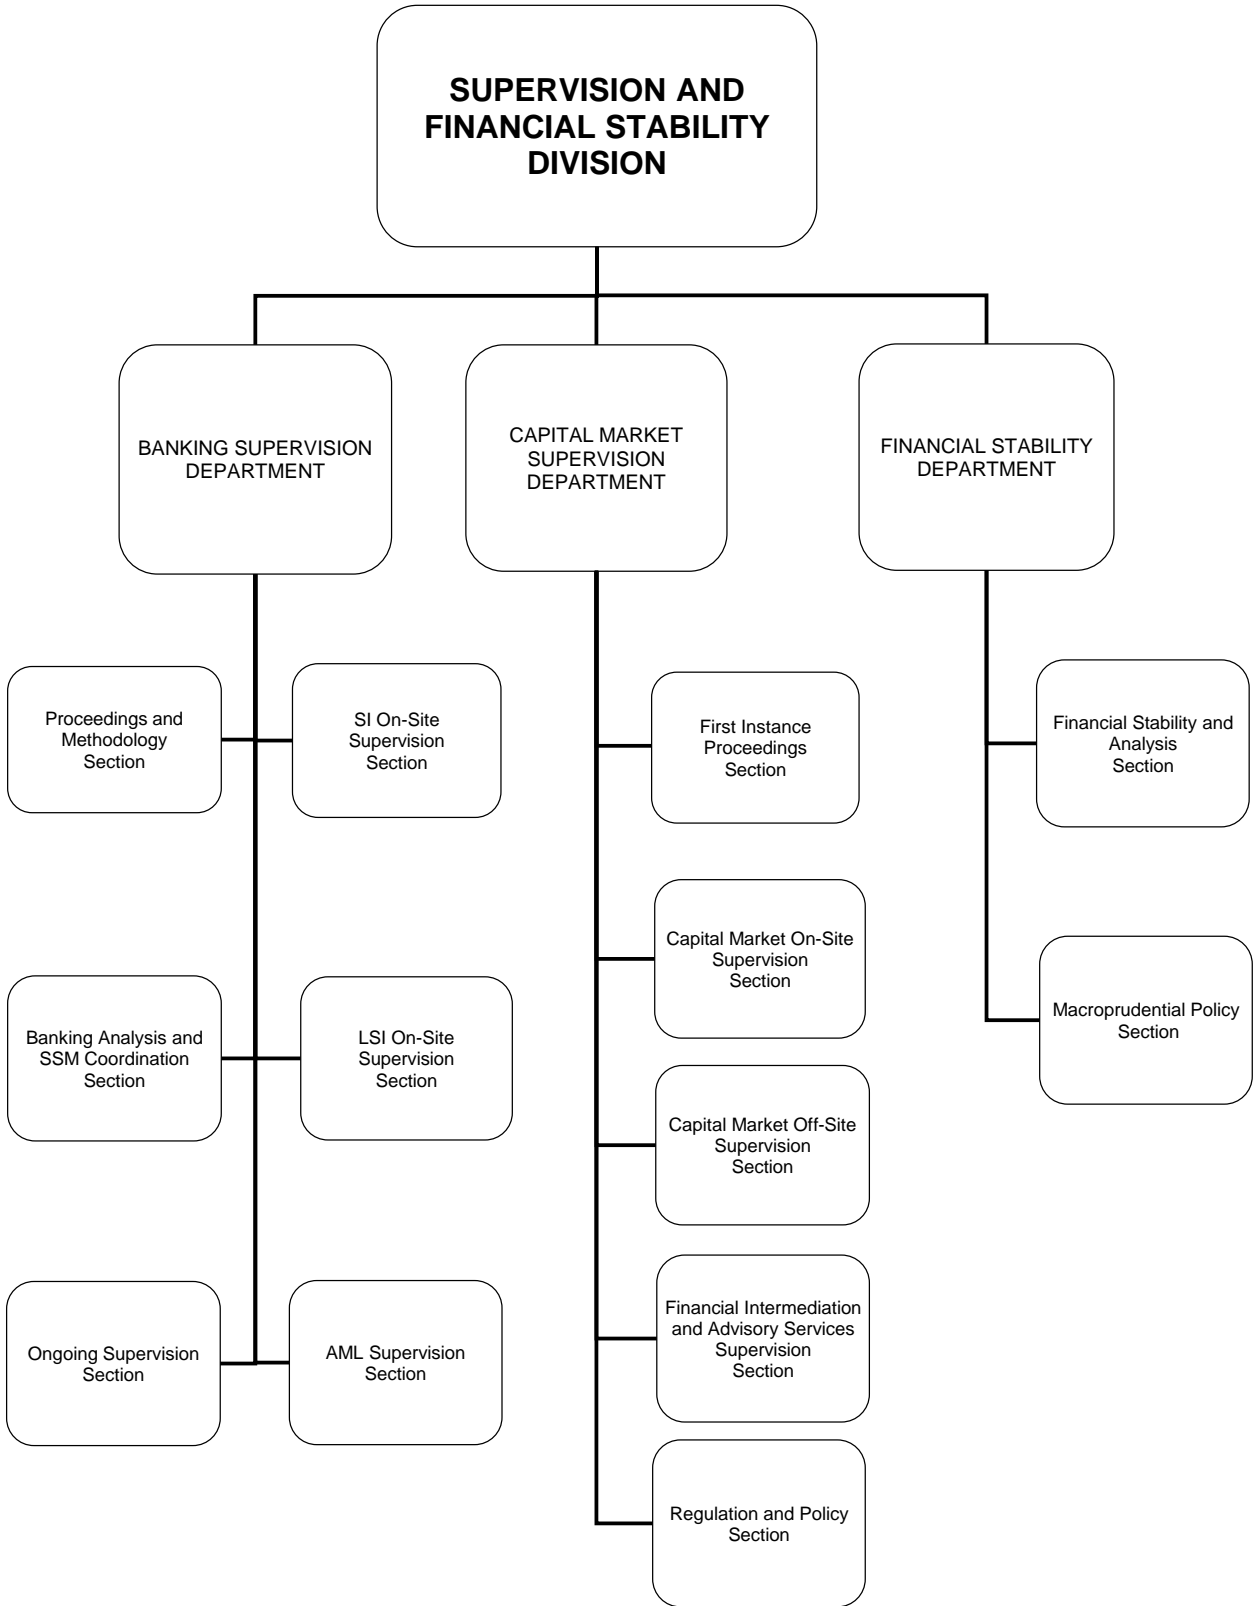 SUPERVISION AND
FINANCIAL STABILITY
DIVISION
BANKING SUPERVISION
DEPARTMENT
CAPITAL MARKET
SUPERVISION
DEPARTMENT
FINANCIAL STABILITY
DEPARTMENT
Proceedings and
Methodology
Section
SI On-Site
Supervision
Section
First Instance
Proceedings
Section
Financial Stability and
Analysis
Section
Capital Market On-Site
Supervision
Section
Banking Analysis and
SSM Coordination
Section
LSI On-Site
Supervision
Section
Macroprudential Policy
Section
Capital Market Off-Site
Supervision
Section
Financial Intermediation
and Advisory Services
Supervision
Section
Ongoing Supervision
Section
AML Supervision
Section
Regulation and Policy
Section